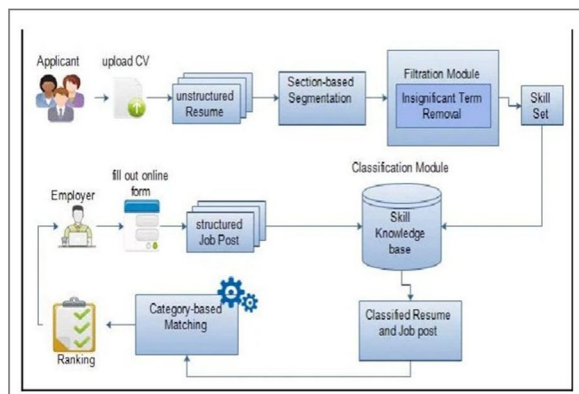 Applicant
upload CV
unstructured
Resume
Section-based
Segmentation
Filtration Module
Insignificant Term
Removal
Skill
Set
Classification Module
Employer
fill out online
form
structured
Job Post
Skill
Knowledge
base
Ranking
Category-based
Matching
Classified Resume
and Job post